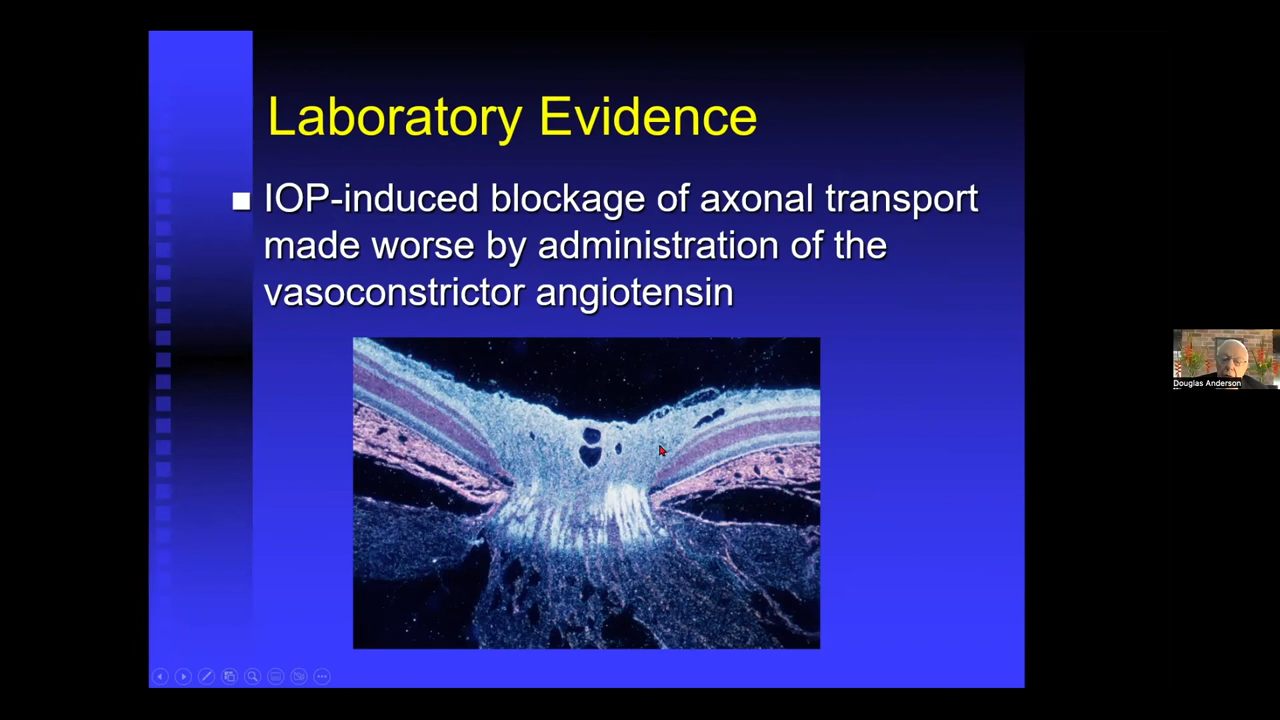 Laboratory Evidence
IOP-induced blockage of axonal transport
made worse by administration of the
vasoconstrictor angiotensin
Douglas Anderson